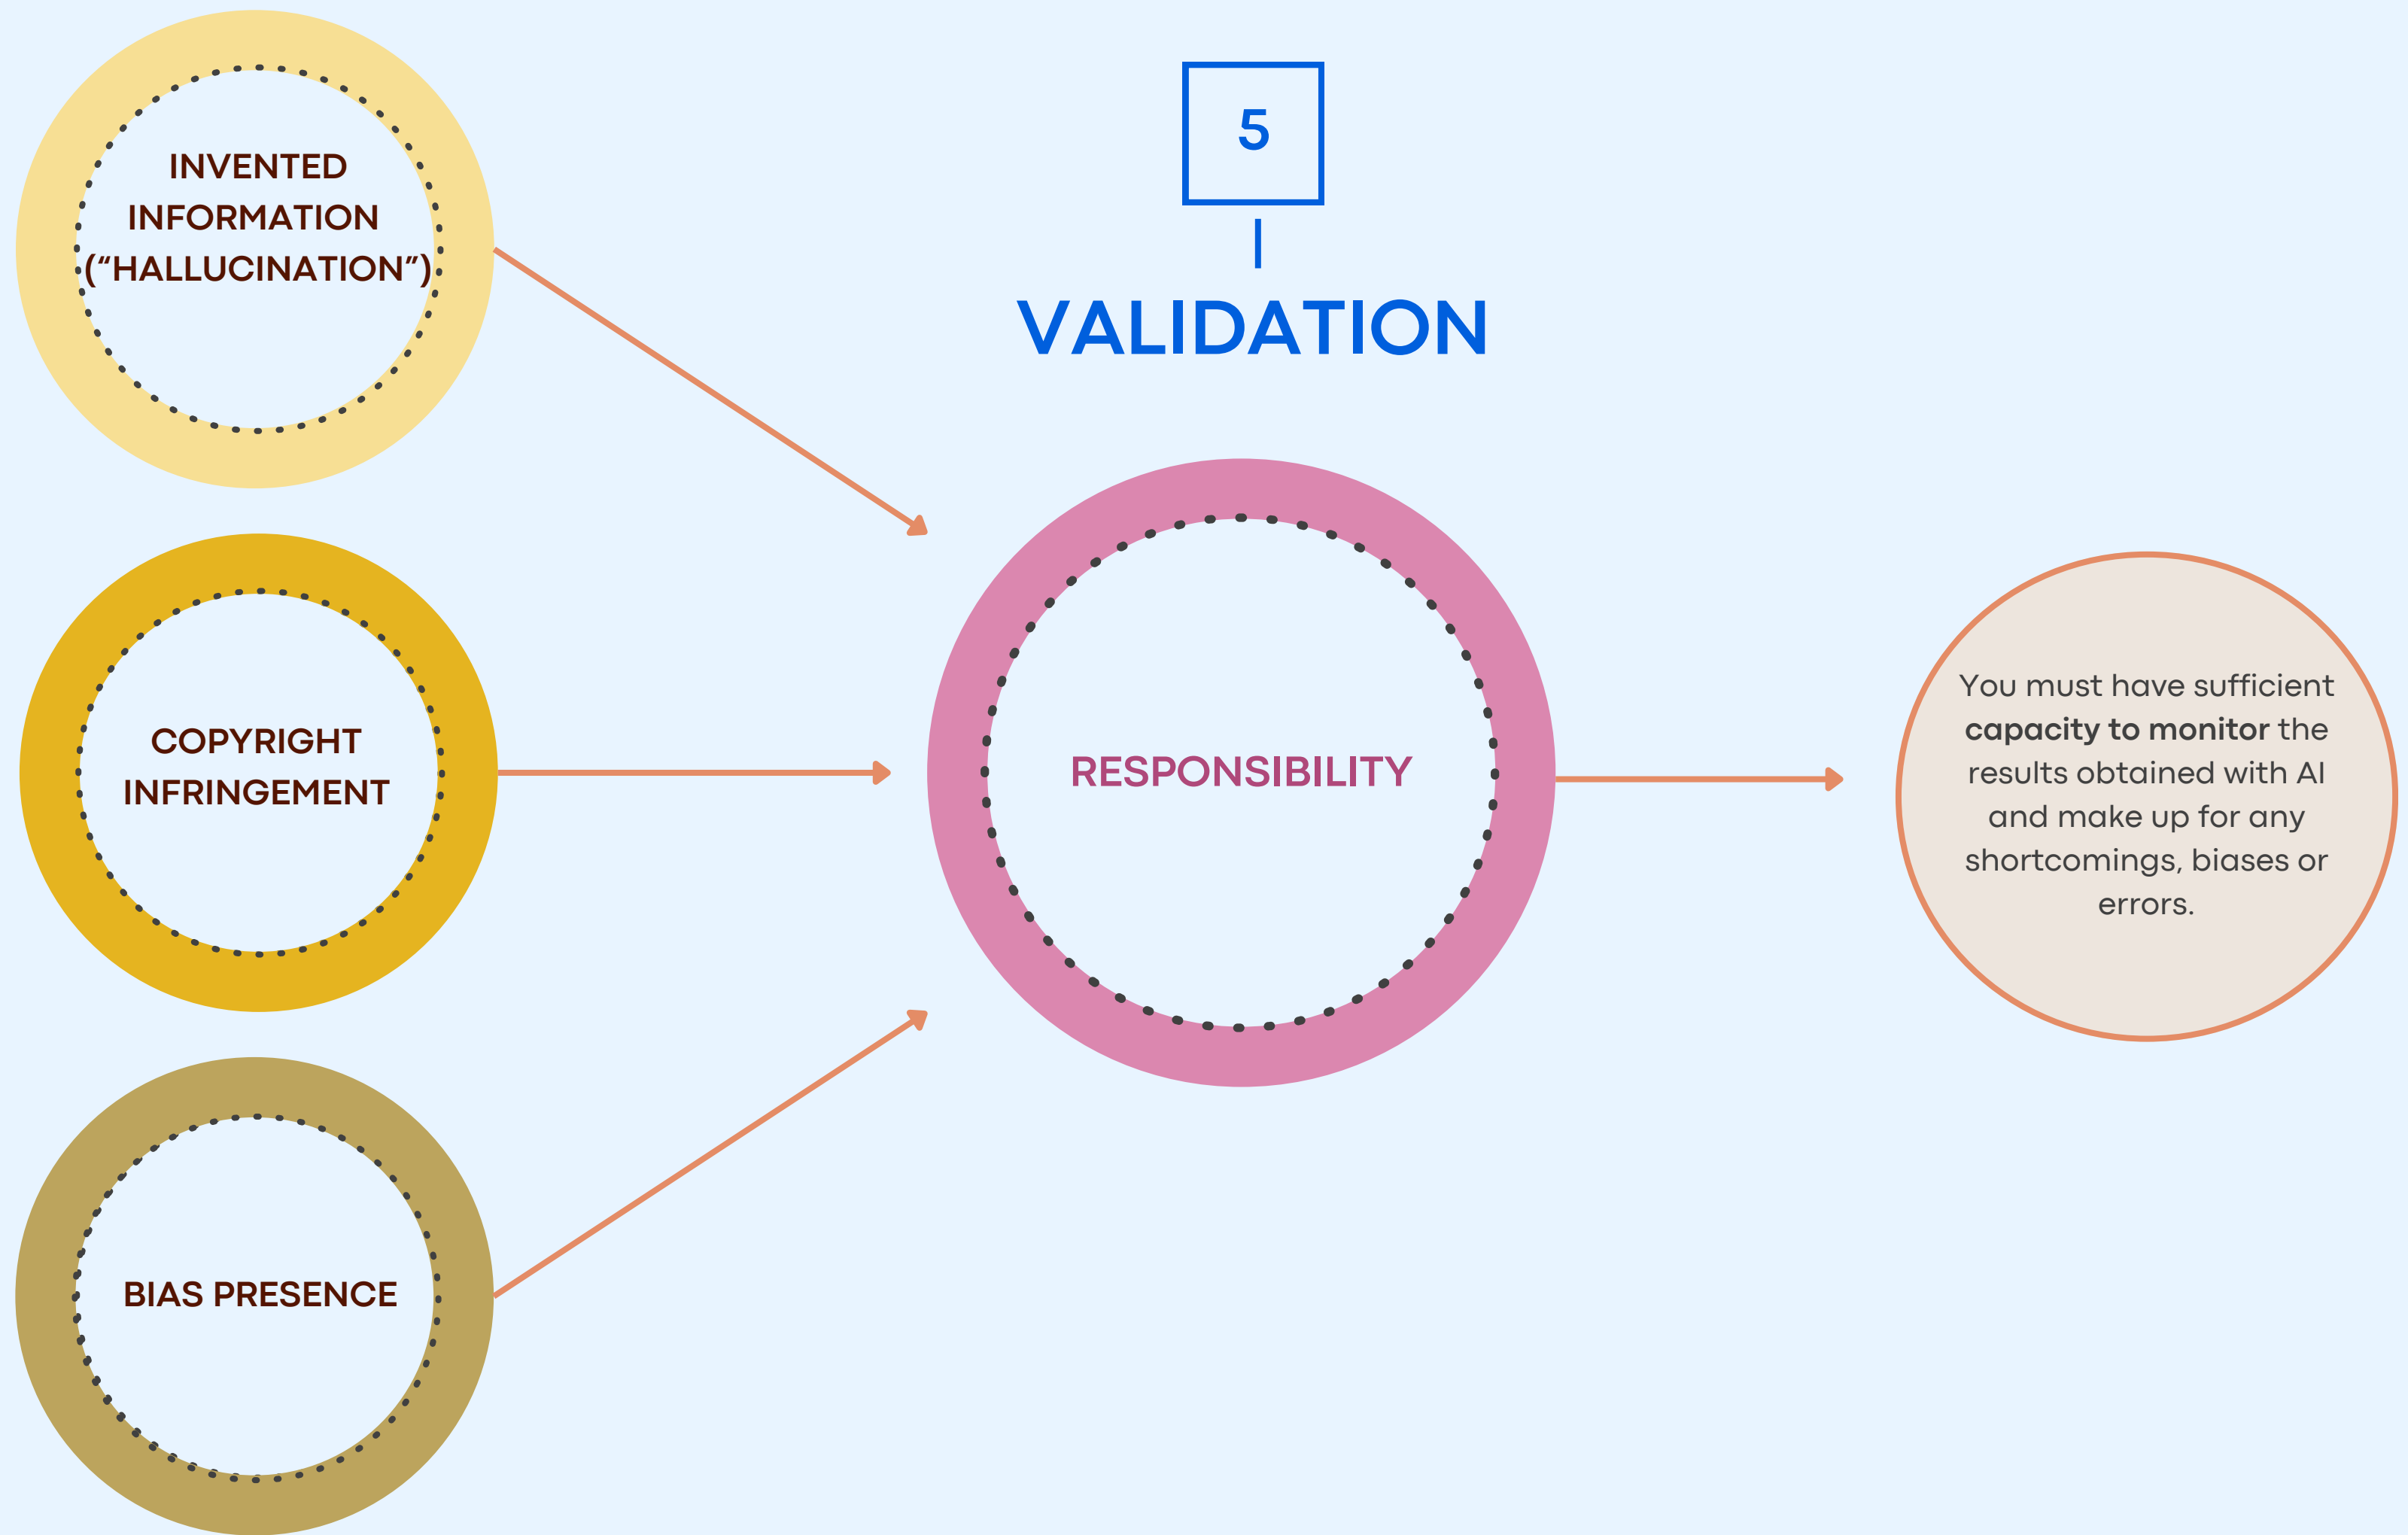 5
VALIDATION
INVENTED
INFORMATION
(“HALLUCINATION”)
COPYRIGHT
INFRINGEMENT
BIAS PRESENCE
RESPONSIBILITY
You must have sufficient
capacity to monitor the
results obtained with AI
and make up for any
shortcomings, biases or
errors.